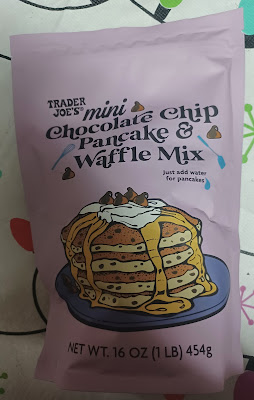 TRADER JOE'S®
mini
Chocolate Chip
Pancake &
Waffle Mix
just add water
for pancakes
NET WT. 16 OZ (1 LB) 454g